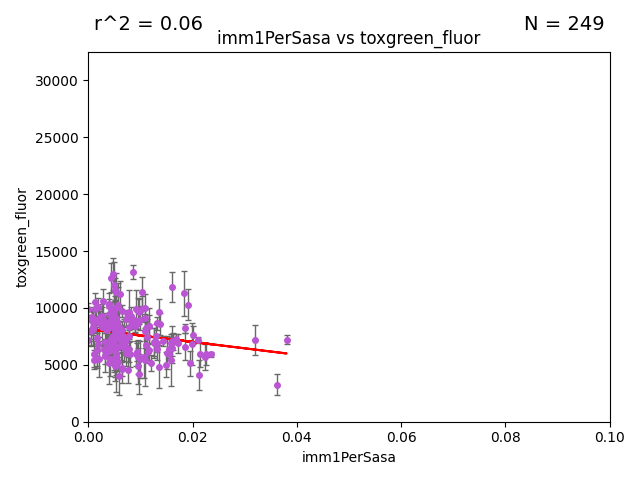 r^2 = 0.06
N = 249
imm1PerSasa vs toxgreen_fluor
toxgreen_fluor
30000
25000
20000
15000
10000
5000
0
0.00 0.02 0.04 0.06 0.08 0.10
imm1PerSasa